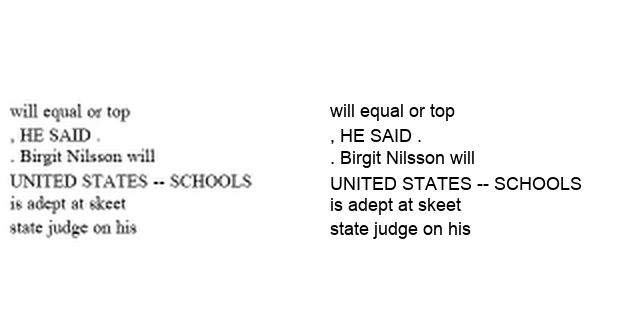 will equal or top
, HE SAID .
. Birgit Nilsson will
UNITED STATES -- SCHOOLS
is adept at skeet
state judge on his
will equal or top
, HE SAID .
. Birgit Nilsson will
UNITED STATES -- SCHOOLS
is adept at skeet
state judge on his